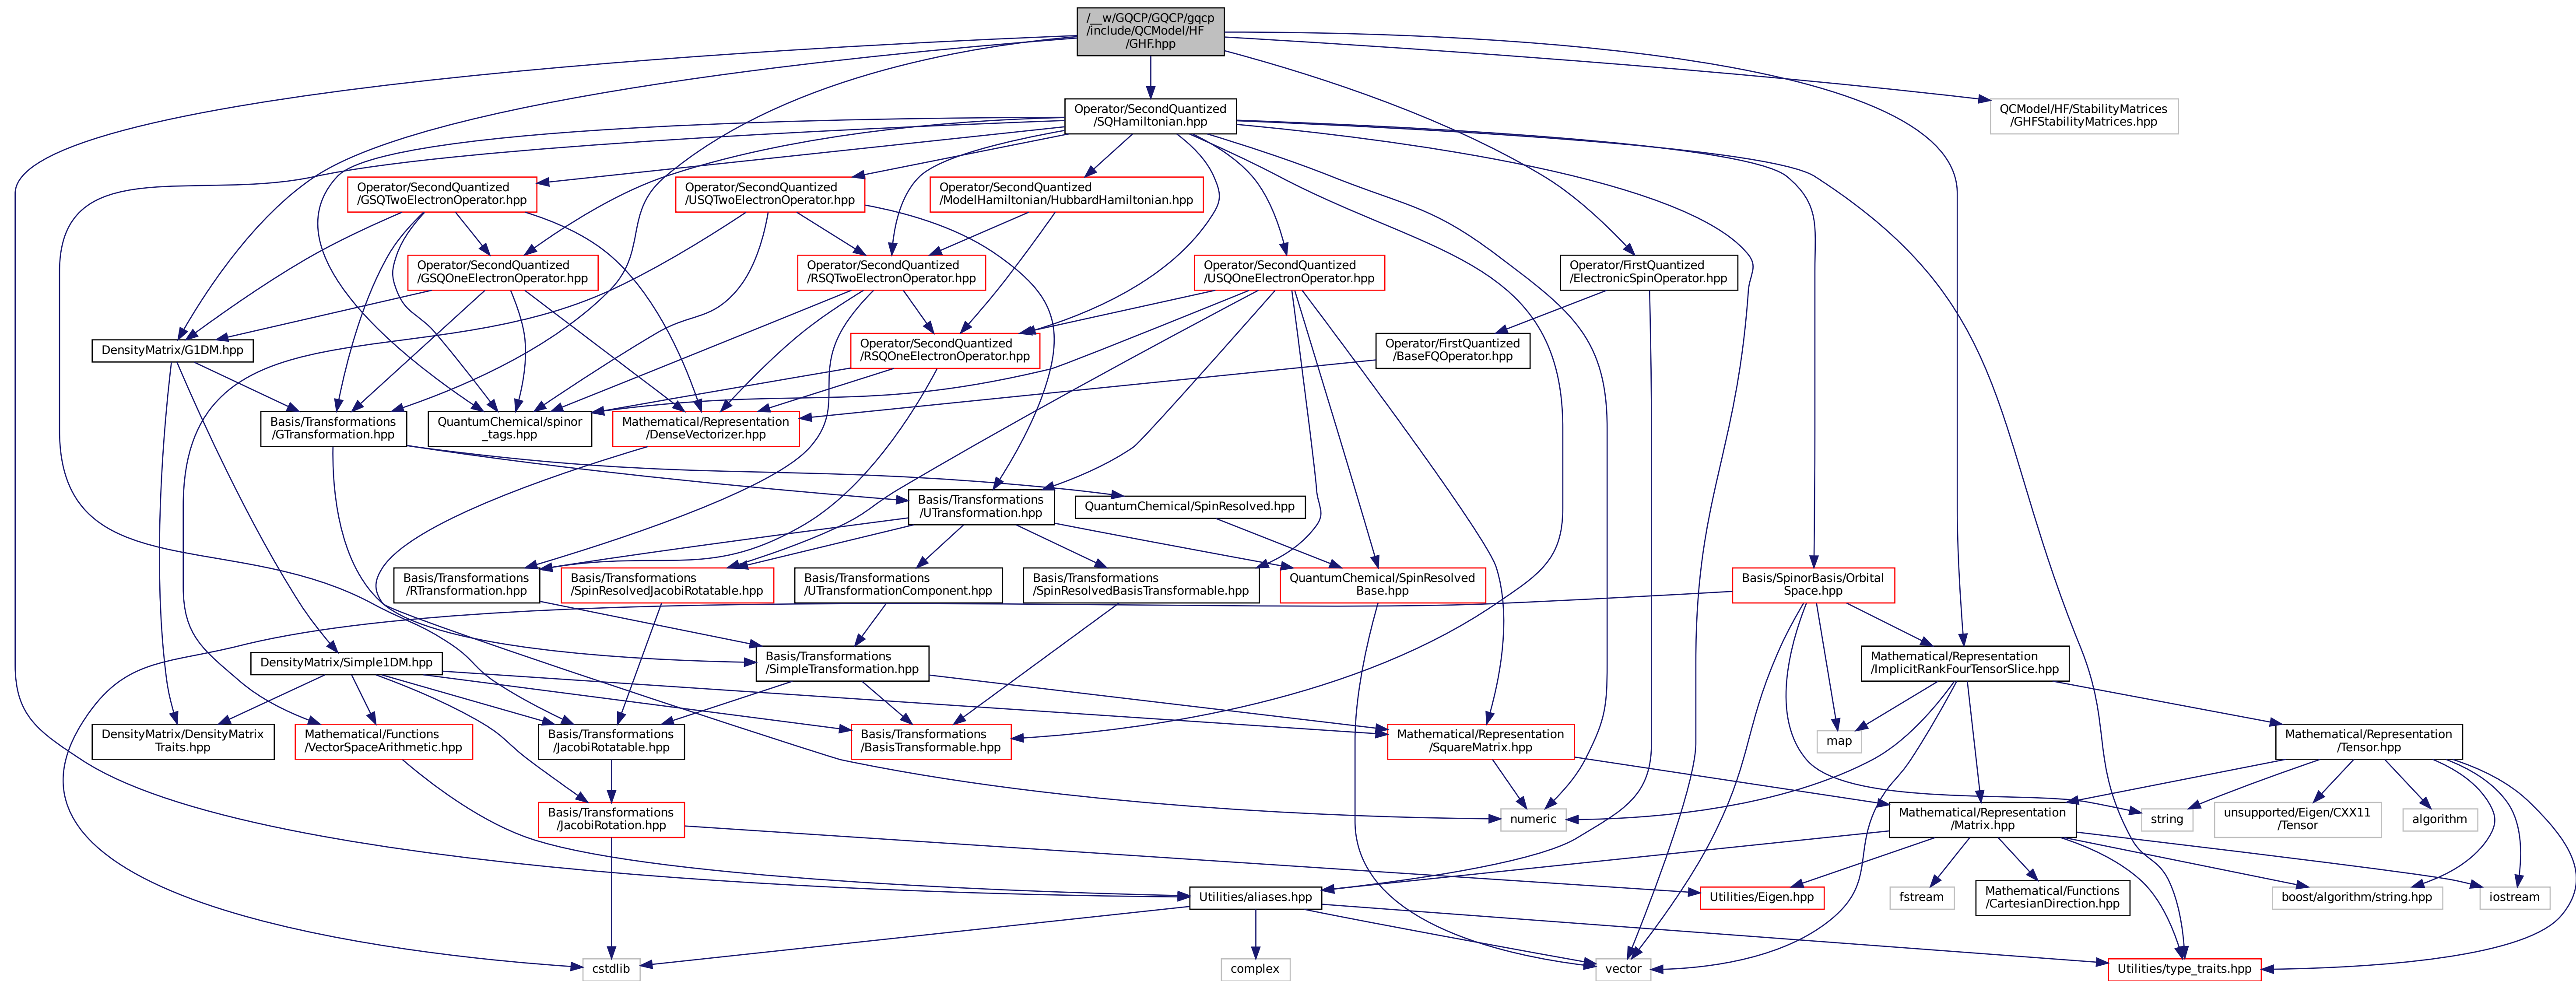 /__w/GQCP/GQCP/gqcp
/include/QCModel/HF
/GHF.hpp
Operator/SecondQuantized
/SQHamiltonian.hpp
QCModel/HF/StabilityMatrices
/GHFStabilityMatrices.hpp
Operator/SecondQuantized
/GSQTwoElectronOperator.hpp
Operator/SecondQuantized
/USQTwoElectronOperator.hpp
Operator/SecondQuantized
/ModelHamiltonian/HubbardHamiltonian.hpp
Operator/SecondQuantized
/GSQOneElectronOperator.hpp
Operator/SecondQuantized
/RSQTwoElectronOperator.hpp
Operator/SecondQuantized
/USQOneElectronOperator.hpp
Operator/FirstQuantized
/ElectronicSpinOperator.hpp
DensityMatrix/G1DM.hpp
Operator/SecondQuantized
/RSQOneElectronOperator.hpp
Operator/FirstQuantized
/BaseFQOperator.hpp
Basis/Transformations
/GTransformation.hpp
QuantumChemical/spinor
_tags.hpp
Mathematical/Representation
/DenseVectorizer.hpp
Basis/Transformations
/UTransformation.hpp
QuantumChemical/SpinResolved.hpp
Basis/Transformations
/RTransformation.hpp
Basis/Transformations
/SpinResolvedJacobiRotatable.hpp
Basis/Transformations
/UTransformationComponent.hpp
Basis/Transformations
/SpinResolvedBasisTransformable.hpp
QuantumChemical/SpinResolved
Base.hpp
Basis/SpinorBasis/Orbital
Space.hpp
DensityMatrix/Simple1DM.hpp
Basis/Transformations
/SimpleTransformation.hpp
Mathematical/Representation
/ImplicitRankFourTensorSlice.hpp
DensityMatrix/DensityMatrix
Traits.hpp
Mathematical/Functions
/VectorSpaceArithmetic.hpp
Basis/Transformations
/JacobiRotatable.hpp
Basis/Transformations
/BasisTransformable.hpp
Mathematical/Representation
/SquareMatrix.hpp
map
Mathematical/Representation
/Tensor.hpp
Basis/Transformations
/JacobiRotation.hpp
numeric
Mathematical/Representation
/Matrix.hpp
string
unsupported/Eigen/CXX11
/Tensor
algorithm
Utilities/aliases.hpp
Utilities/Eigen.hpp
fstream
Mathematical/Functions
/CartesianDirection.hpp
boost/algorithm/string.hpp
iostream
cstdlib
complex
vector
Utilities/type_traits.hpp